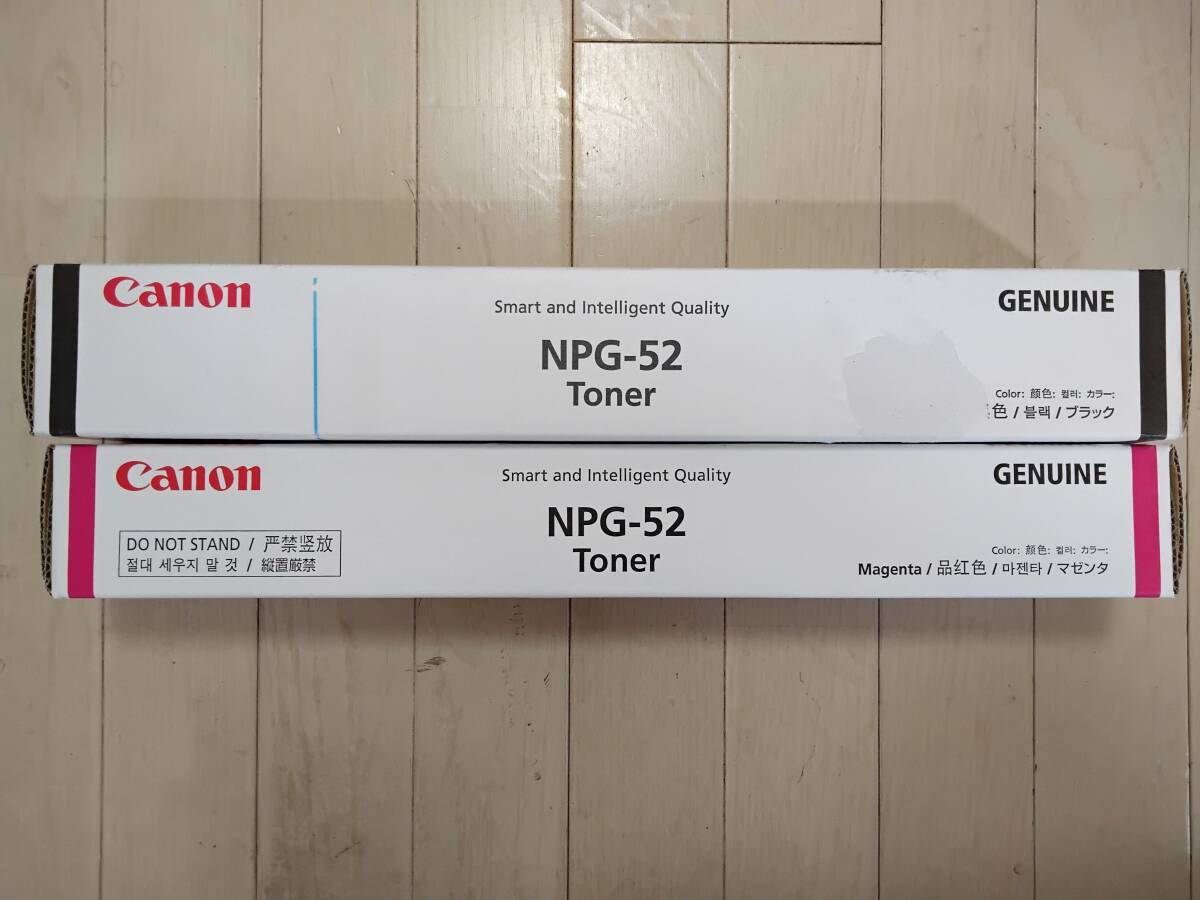 Canon
Smart and Intelligent Quality
GENUINE
NPG-52
Toner
Color: 颜色: 컬러: カラー:
色 / 블랙 / ブラック
Canon
Smart and Intelligent Quality
GENUINE
NPG-52
Toner
DO NOT STAND / 严禁竖放
절대 세우지 말 것 / 縦置厳禁
Color: 颜色: 컬러: カラー:
Magenta / 品红色 / 마젠타 / マゼンタ